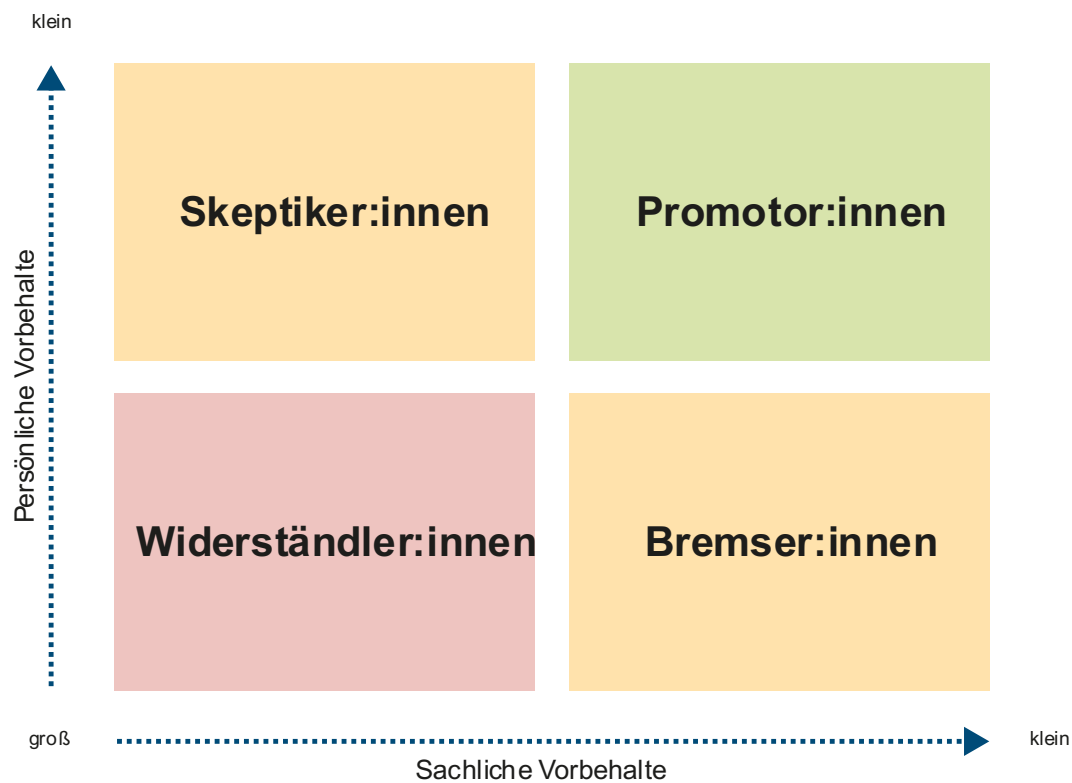 klein
Skeptiker:innen
Promotor:innen
Persönliche Vorbehalte
Widerständler:innen
Bremser:innen
groß
klein
Sachliche Vorbehalte